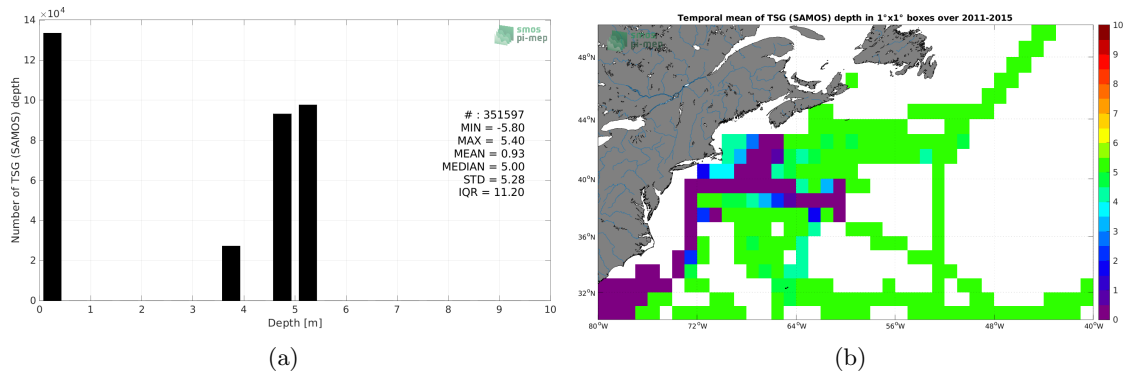 14 ×10⁴
12
10
8
6
4
2
0
Number of TSG (SAMOS) depth
smos
pi-mep
# : 351597
MIN = -5.80
MAX = 5.40
MEAN = 0.93
MEDIAN = 5.00
STD = 5.28
IQR = 11.20
0 1 2 3 4 5 6 7 8 9 10
Depth [m]
(a)
Temporal mean of TSG (SAMOS) depth in 1°x1° boxes over 2011-2015
smos
pi-mep
48°N
44°N
40°N
36°N
32°N
80°W 72°W 64°W 56°W 48°W 40°W
10
9
8
7
6
5
4
3
2
1
0
(b)